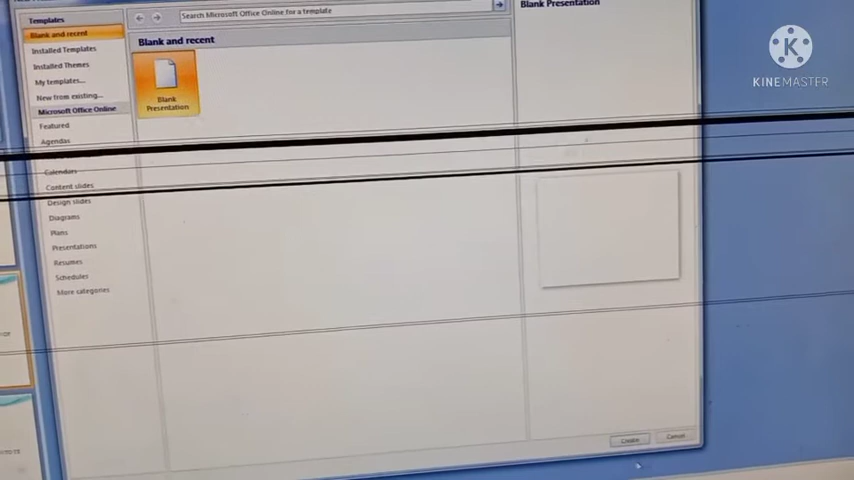 Templates
Blank and recent
Installed Templates
Installed Themes
My templates...
New from existing...
Microsoft Office Online
Featured
Agendas
Calendars
Content slides
Design slides
Diagrams
Plans
Presentations
Resumes
Schedules
More categories
Search Microsoft Office Online for a template
Blank and recent
Blank
Presentation
Blank Presentation
Create
Cancel
K
KINEMASTER